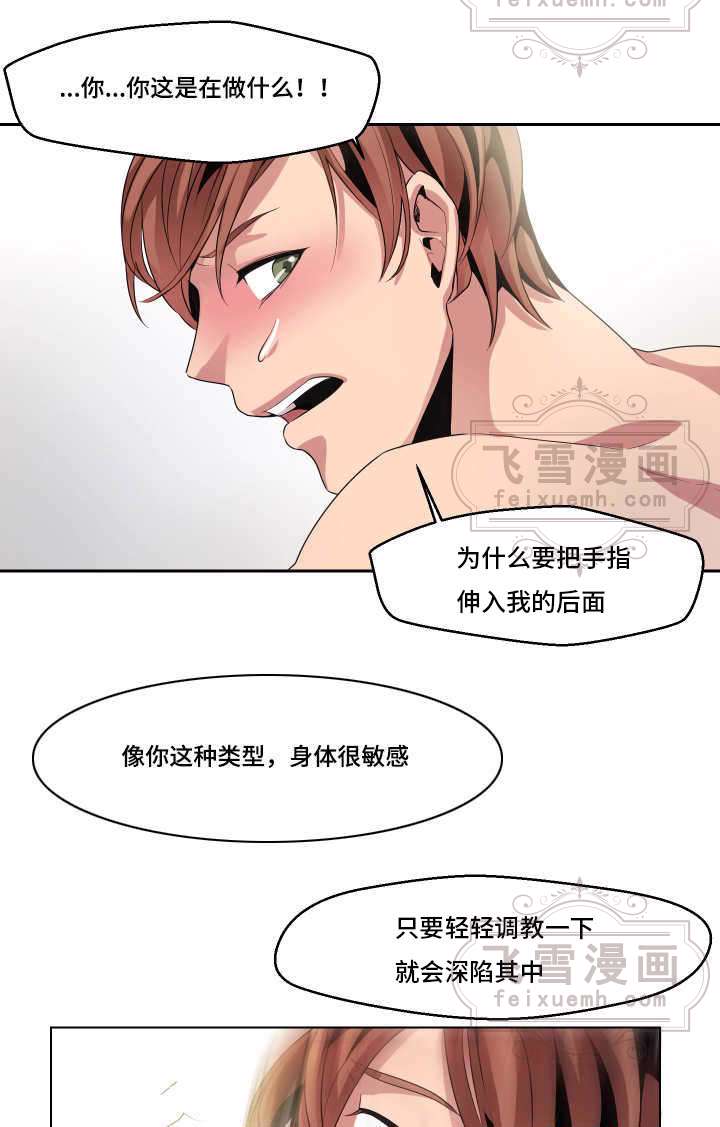 feixuemh.com
...你...你这是在做什么！！
飞雪漫画
feixuemh.com
为什么要把手指
伸入我的后面
像你这种类型，身体很敏感
只要轻轻调教一下
就会深陷其中
飞雪漫画
feixuemh.com